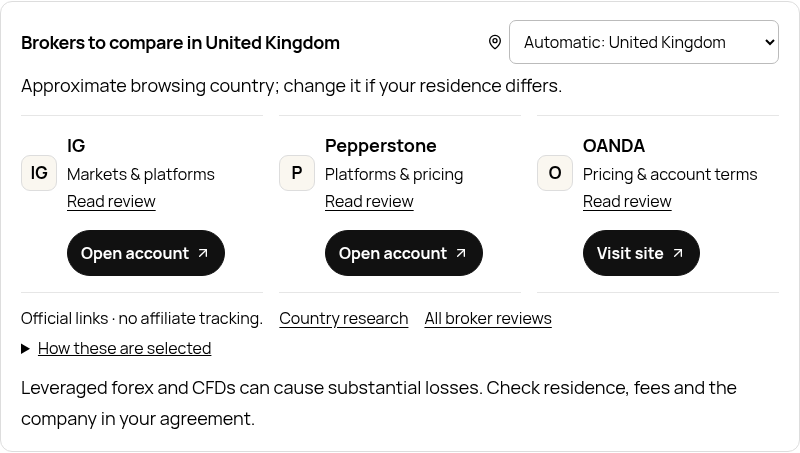 Brokers to compare in United Kingdom
Automatic: United Kingdom
Approximate browsing country; change it if your residence differs.
IG
IG
Markets & platforms
Read review
Open account
P
Pepperstone
Platforms & pricing
Read review
Open account
O
OANDA
Pricing & account terms
Read review
Visit site
Official links · no affiliate tracking. Country research All broker reviews
How these are selected
Leveraged forex and CFDs can cause substantial losses. Check residence, fees and the
company in your agreement.